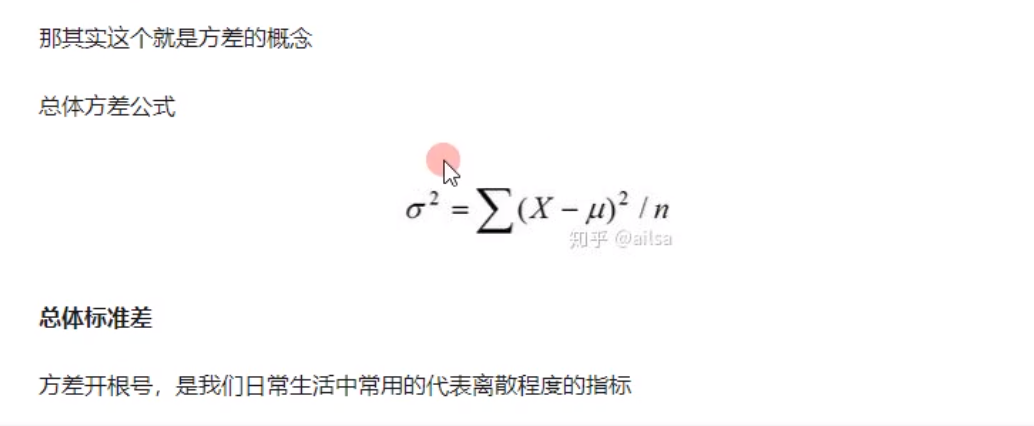 那其实这个就是方差的概念
总体方差公式
σ² = ∑(X − μ)² / n
知乎 @ailsa
总体标准差
方差开根号，是我们日常生活中常用的代表离散程度的指标